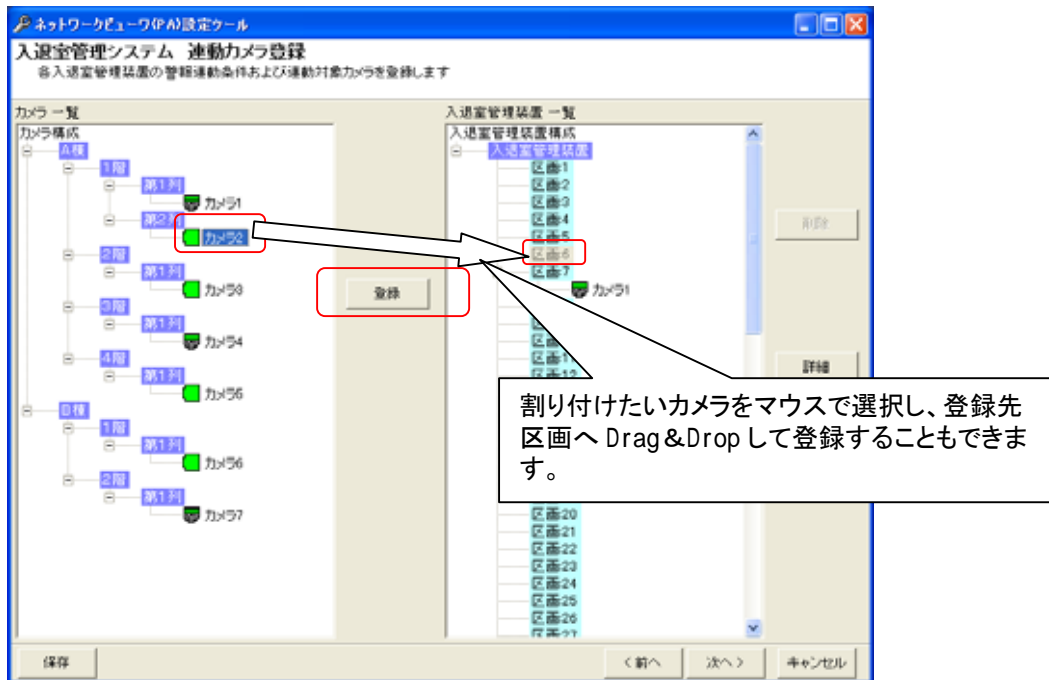 ネットワークビューワ(PA)設定ツール
入退室管理システム 連動カメラ登録
各入退室管理装置の警報連動条件および連動対象カメラを登録します
カメラ 一覧
カメラ構成
A棟
1階
第1列
カメラ1
第2列
カメラ2
2階
第1列
カメラ3
3階
第1列
カメラ4
4階
第1列
カメラ5
B棟
1階
第1列
カメラ6
2階
第1列
カメラ7
登録
入退室管理装置 一覧
入退室管理装置構成
入退室管理装置
区画1
区画2
区画3
区画4
区画5
区画6
区画7
カメラ1
区画12
区画20
区画21
区画22
区画23
区画24
区画25
区画26
区画27
削除
詳細
割り付けたいカメラをマウスで選択し、登録先
区画へ Drag&Drop して登録することもできま
す。
保存
< 前へ
次へ >
キャンセル